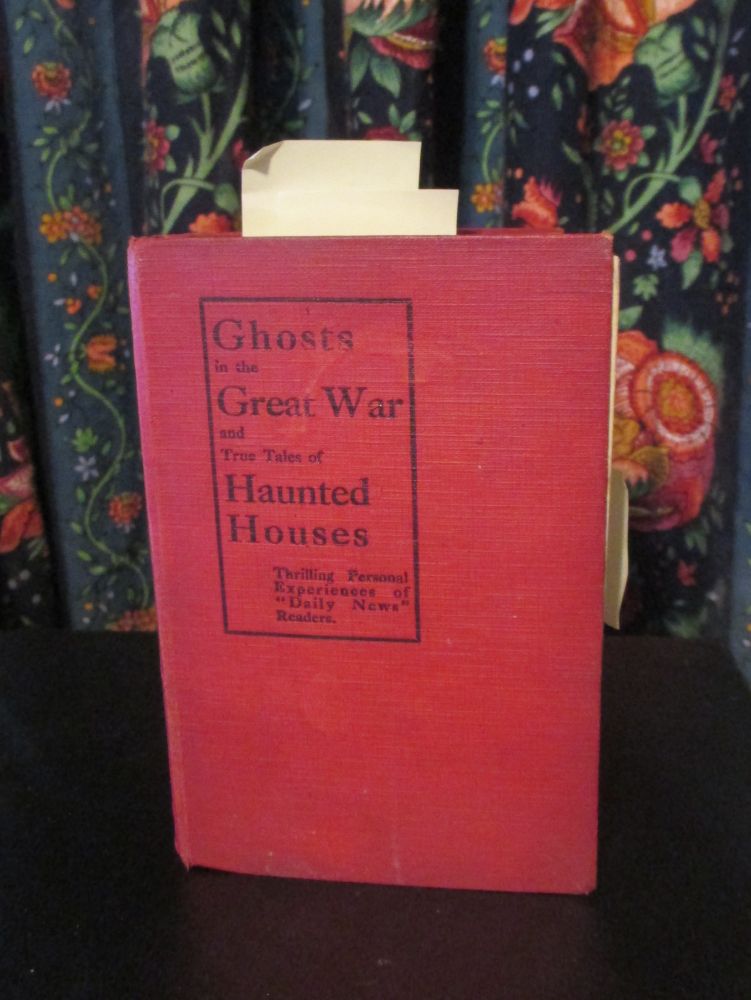 Ghosts
in the
Great War
and
True Tales of
Haunted
Houses
Thrilling Personal
Experiences of
"Daily News"
Readers.